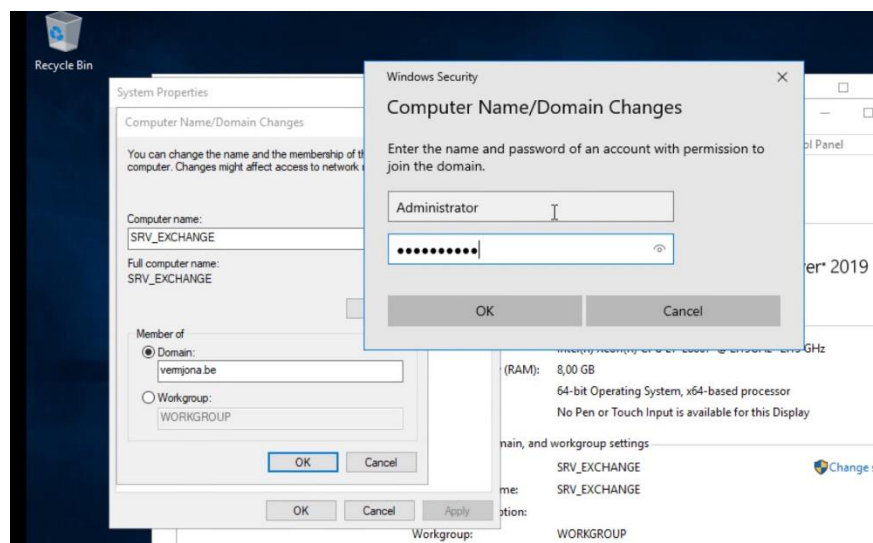 Recycle Bin
System Properties
Computer Name/Domain Changes
You can change the name and the membership of
computer. Changes might affect access to network
Computer name:
SRV_EXCHANGE
Full computer name:
SRV_EXCHANGE
Member of
Domain:
vermjona.be
Workgroup:
WORKGROUP
OK Cancel
OK Cancel Apply
Windows Security
Computer Name/Domain Changes
Enter the name and password of an account with permission to
join the domain.
Administrator
OK Cancel
ol Panel
er 2019
GHz
(RAM): 8,00 GB
64-bit Operating System, x64-based processor
No Pen or Touch Input is available for this Display
main, and workgroup settings
SRV_EXCHANGE
Change
me: SRV_EXCHANGE
ption:
Workgroup: WORKGROUP